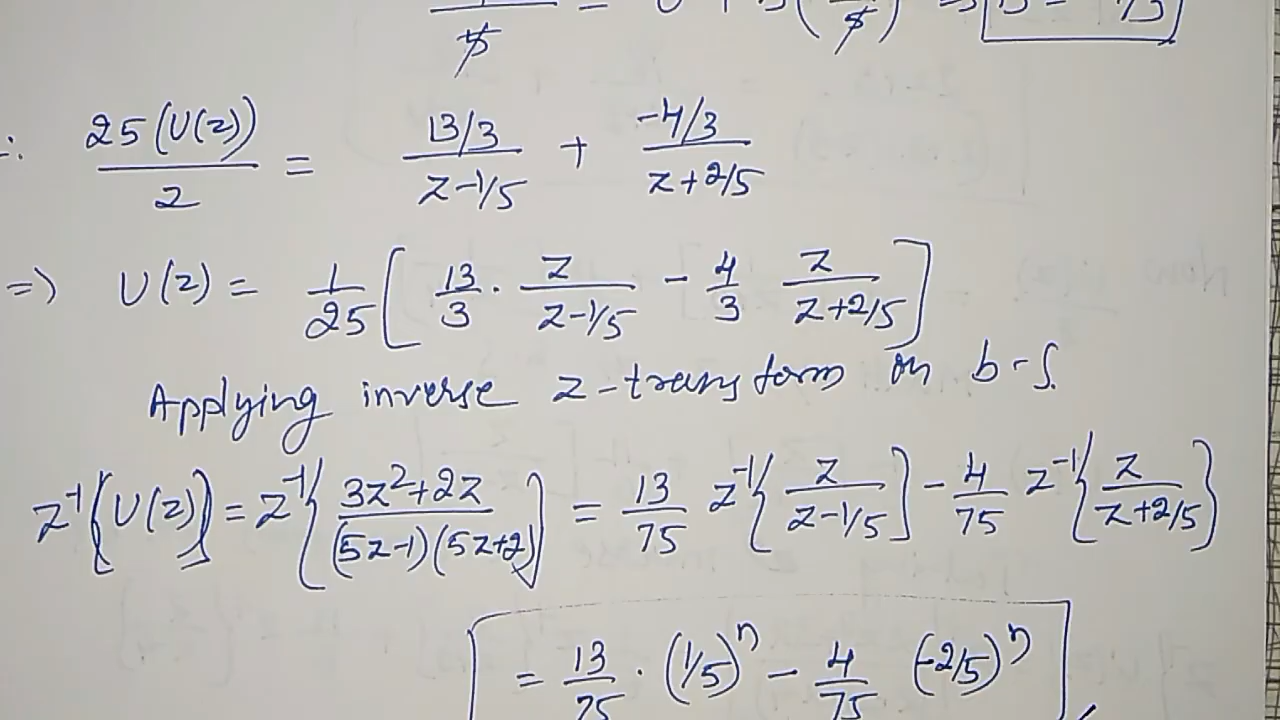 ∴ 25(U(z))/z = (13/3)/(z-1/5) + (-4/3)/(z+2/5)
=> U(z) = 1/25 [ 13/3 · z/(z-1/5) - 4/3 z/(z+2/5) ]
Applying inverse z-transform on b-s.
z⁻¹{U(z)} = z⁻¹{ (3z²+2z)/((5z-1)(5z+2)) } = 13/75 z⁻¹{ z/(z-1/5) } - 4/75 z⁻¹{ z/(z+2/5) }
= 13/75 · (1/5)ⁿ - 4/75 (-2/5)ⁿ